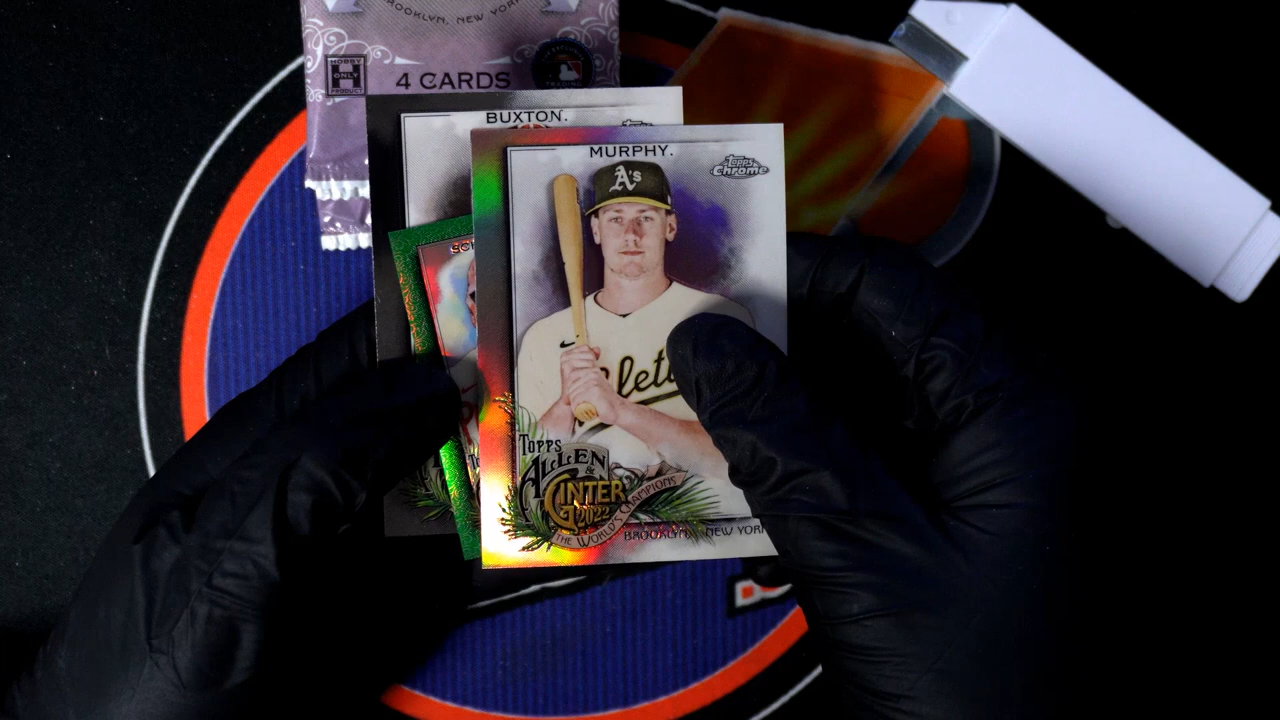 BROOKLYN, NEW YORK
HOBBY
ONLY
PRODUCT
4 CARDS
BUXTON.
MURPHY.
Topps
Chrome
A's
TOPPS
ALLEN
&
GINTER
2022
THE WORLD'S CHAMPIONS
BROOKLYN, NEW YORK